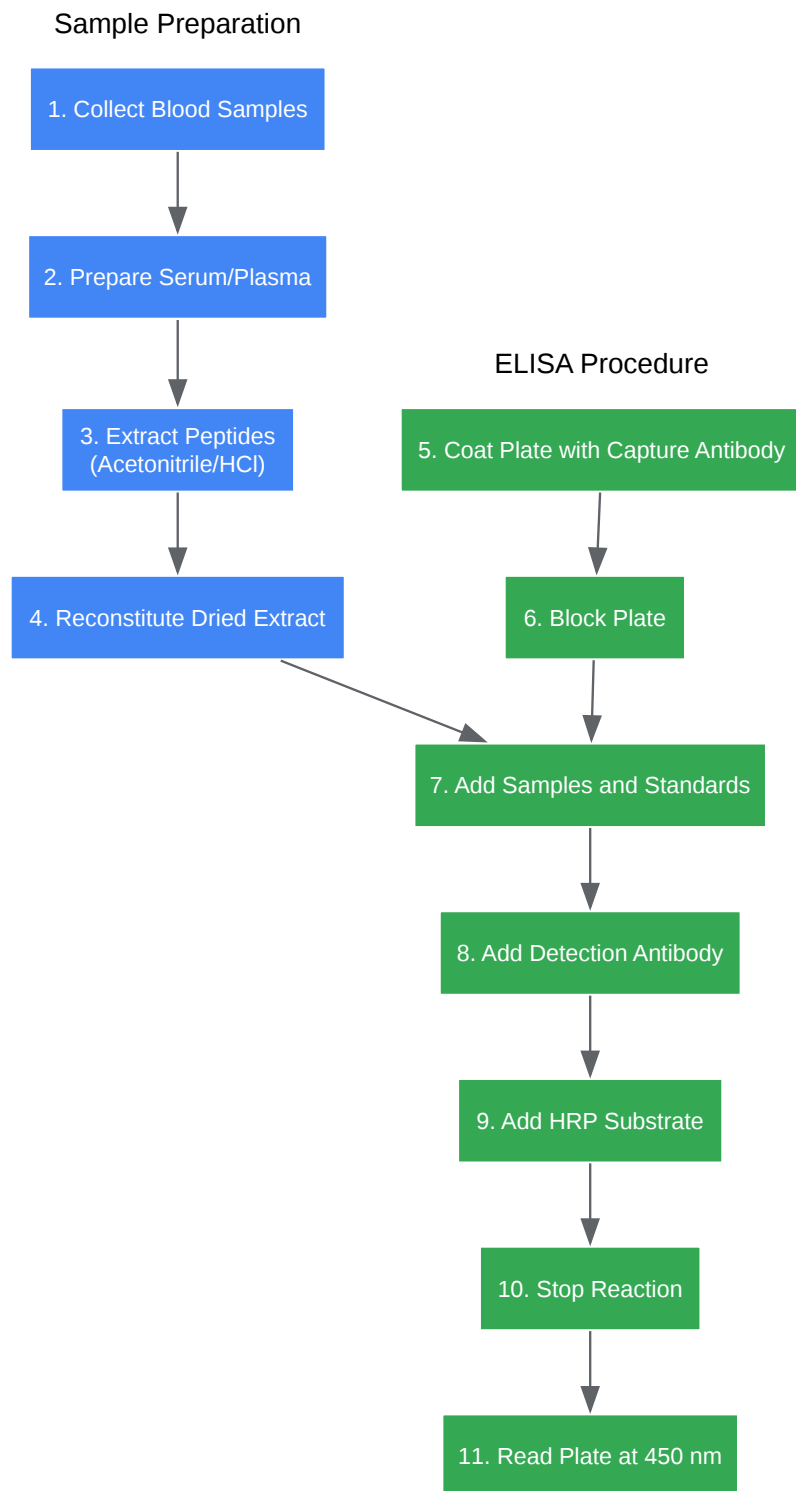 Sample Preparation
1. Collect Blood Samples
2. Prepare Serum/Plasma
3. Extract Peptides
(Acetonitrile/HCl)
4. Reconstitute Dried Extract
ELISA Procedure
5. Coat Plate with Capture Antibody
6. Block Plate
7. Add Samples and Standards
8. Add Detection Antibody
9. Add HRP Substrate
10. Stop Reaction
11. Read Plate at 450 nm